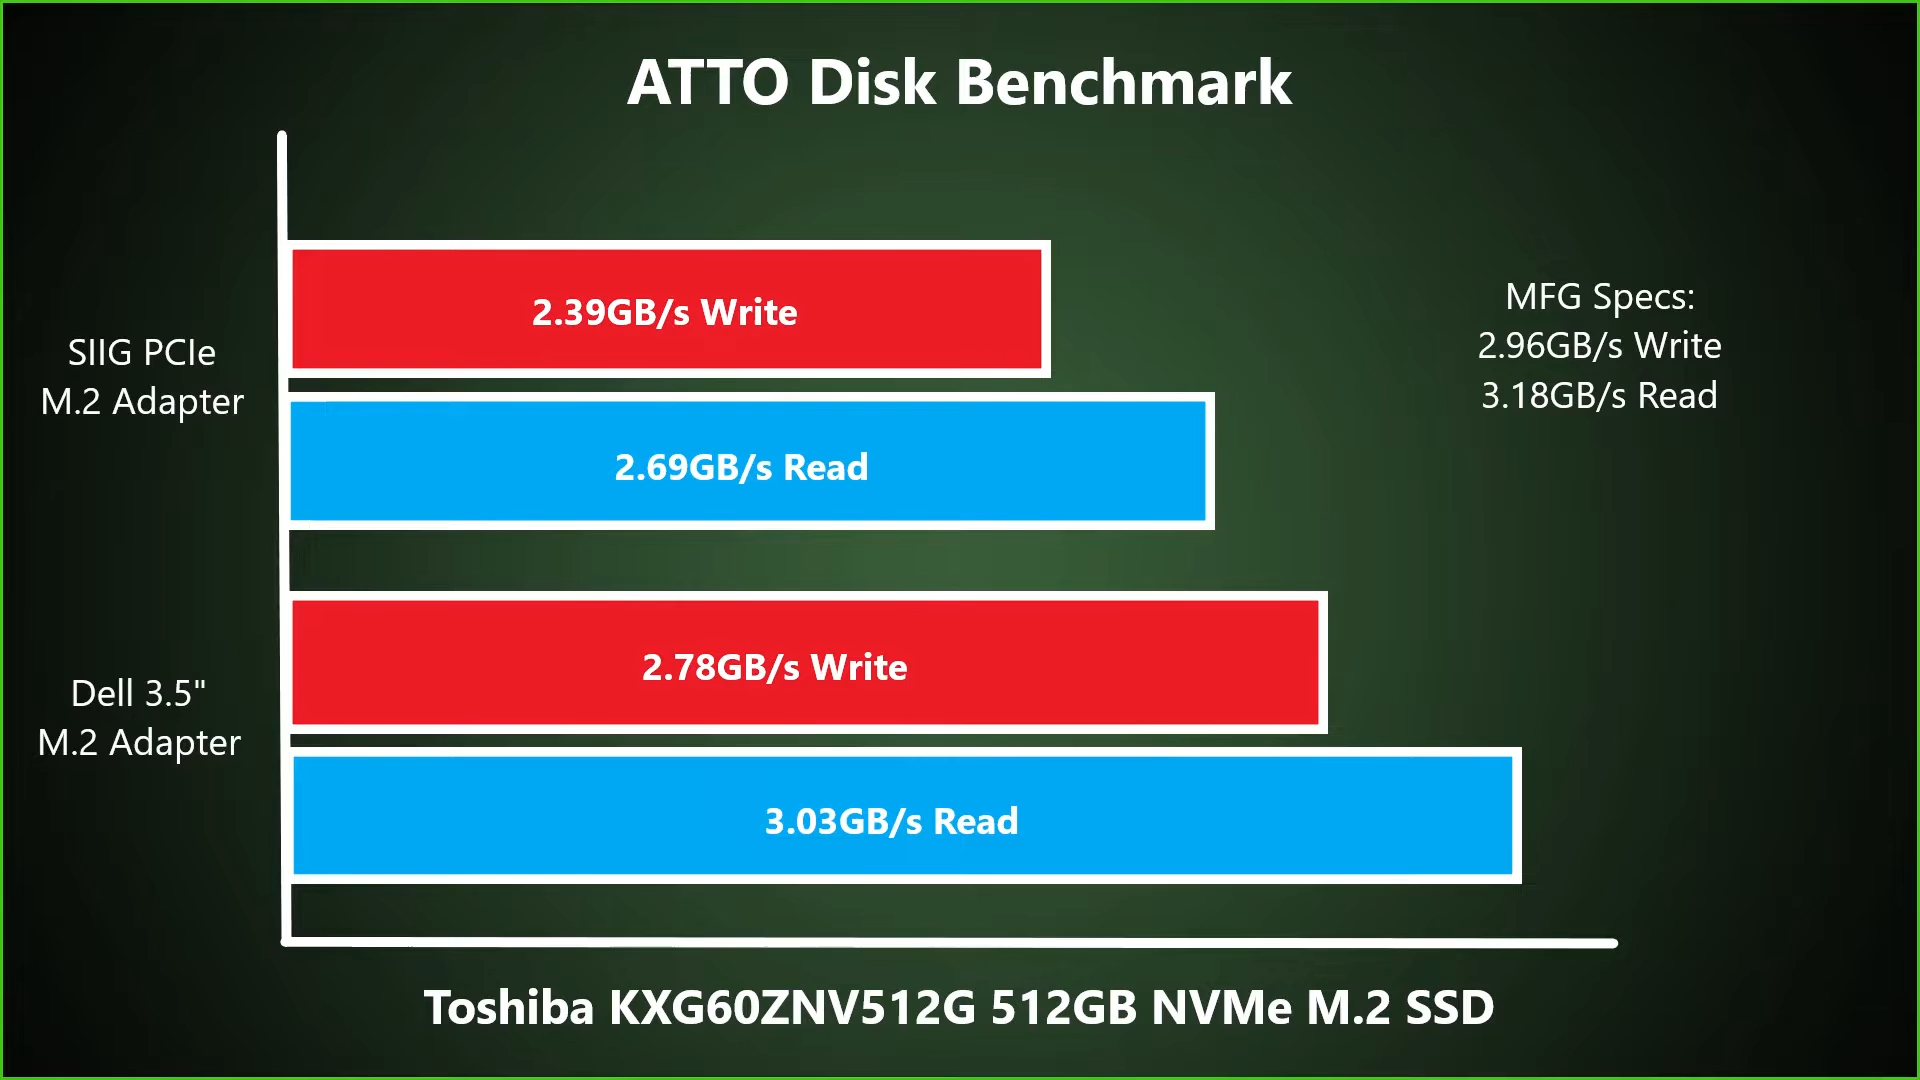 ATTO Disk Benchmark
SIIG PCIe
M.2 Adapter
2.39GB/s Write
2.69GB/s Read
MFG Specs:
2.96GB/s Write
3.18GB/s Read
Dell 3.5"
M.2 Adapter
2.78GB/s Write
3.03GB/s Read
Toshiba KXG60ZNV512G 512GB NVMe M.2 SSD